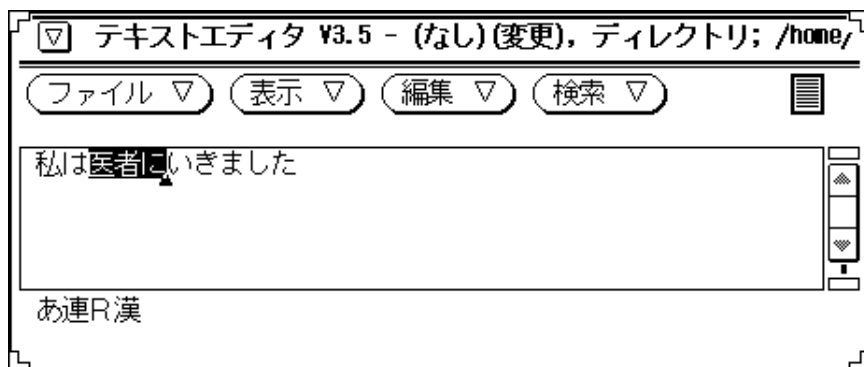 テキストエディタ V3.5 - (なし)(変更), ディレクトリ; /home/
ファイル ▽ 表示 ▽ 編集 ▽ 検索 ▽
私は医者にいきました
あ連R漢